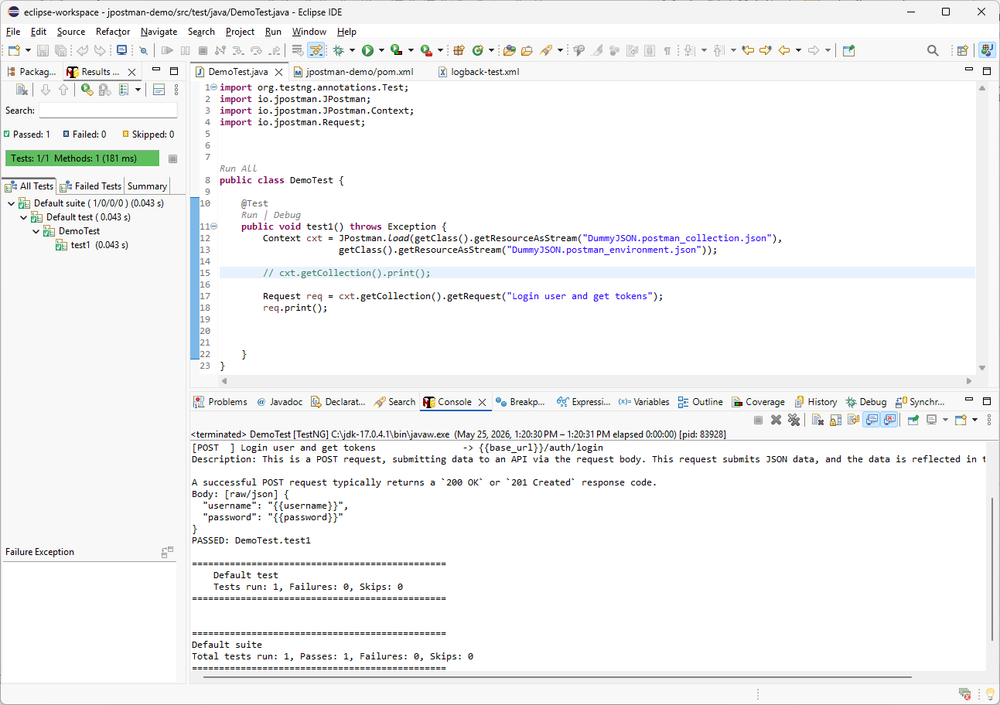 eclipse-workspace - jpostman-demo/src/test/java/DemoTest.java - Eclipse IDE
File Edit Source Refactor Navigate Search Project Run Window Help
Packag... Results ...
Search:
Passed: 1 Failed: 0 Skipped: 0
Tests: 1/1 Methods: 1 (181 ms)
All Tests Failed Tests Summary
Default suite ( 1/0/0/0 ) (0.043 s)
Default test ( 0.043 s)
DemoTest
test1 (0.043 s)
Failure Exception
DemoTest.java jpostman-demo/pom.xml logback-test.xml
1 import org.testng.annotations.Test;
2 import io.jpostman.JPostman;
3 import io.jpostman.JPostman.Context;
4 import io.jpostman.Request;
5
6
7
Run All
8 public class DemoTest {
9
10 @Test
Run | Debug
11 public void test1() throws Exception {
12 Context cxt = JPostman.Load(getClass().getResourceAsStream("DummyJSON.postman_collection.json"),
13 getClass().getResourceAsStream("DummyJSON.postman_environment.json"));
14
15 // cxt.getCollection().print();
16
17 Request req = cxt.getCollection().getRequest("Login user and get tokens");
18 req.print();
19
20
21
22 }
23 }
Problems @ Javadoc Declarat... Search Console Breakp... Expressi... (x)= Variables Outline Coverage History Debug Synchr...
<terminated> DemoTest [TestNG] C:\jdk-17.0.4.1\bin\javaw.exe (May 25, 2026, 1:20:30 PM – 1:20:31 PM elapsed 0:00:00) [pid: 83928]
[POST ] Login user and get tokens -> {{base_url}}/auth/login
Description: This is a POST request, submitting data to an API via the request body. This request submits JSON data, and the data is reflected in t
A successful POST request typically returns a `200 OK` or `201 Created` response code.
Body: [raw/json] {
"username": "{{username}}",
"password": "{{password}}"
}
PASSED: DemoTest.test1
===============================================
Default test
Tests run: 1, Failures: 0, Skips: 0
===============================================
===============================================
Default suite
Total tests run: 1, Passes: 1, Failures: 0, Skips: 0
===============================================